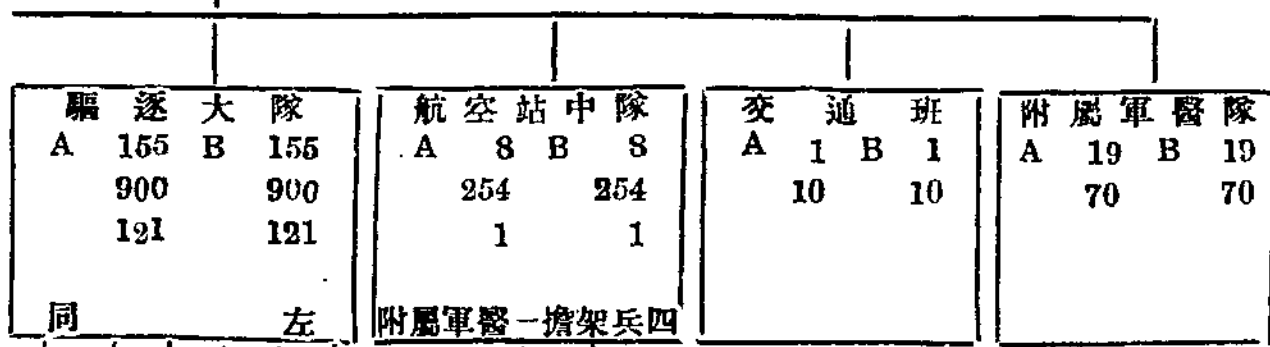 驅逐大隊
A 155 B 155
900 900
121 121
同 左
航空站中隊
A 8 B 8
254 254
1 1
附屬軍醫一擔架兵四
交通班
A 1 B 1
10 10
附屬軍醫隊
A 19 B 19
70 70